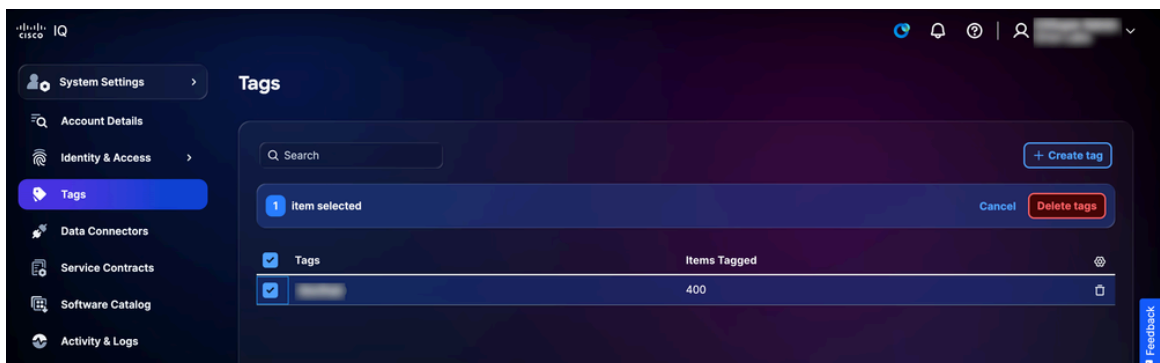 cisco IQ
System Settings
Tags
Account Details
Identity & Access
Search
+ Create tag
Tags
1 item selected
Cancel
Delete tags
Data Connectors
Tags
Items Tagged
Service Contracts
400
Software Catalog
Activity & Logs
Feedback